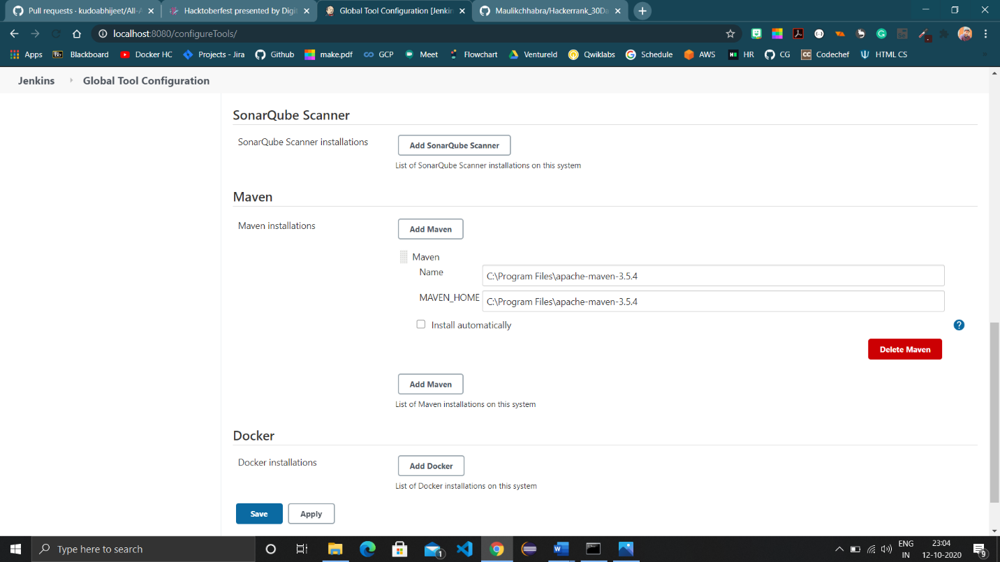 Pull requests · kudoabhijeet/All-A
Hacktoberfest presented by Digit
Global Tool Configuration [Jenkin
Maulikchhabra/Hackerrank_30Da
localhost:8080/configureTools/
Apps
Bb
Blackboard
Docker HC
Projects - Jira
Github
make.pdf
GCP
Meet
Flowchart
Ventureld
Qwiklabs
Schedule
AWS
HR
CG
CC
Codechef
HTML CS
Jenkins
Global Tool Configuration
SonarQube Scanner
SonarQube Scanner installations
Add SonarQube Scanner
List of SonarQube Scanner installations on this system
Maven
Maven installations
Add Maven
Maven
Name
C:\Program Files\apache-maven-3.5.4
MAVEN_HOME
C:\Program Files\apache-maven-3.5.4
Install automatically
?
Delete Maven
Add Maven
List of Maven installations on this system
Docker
Docker installations
Add Docker
List of Docker installations on this system
Save
Apply
Type here to search
1
ENG
IN
23:04
12-10-2020
9